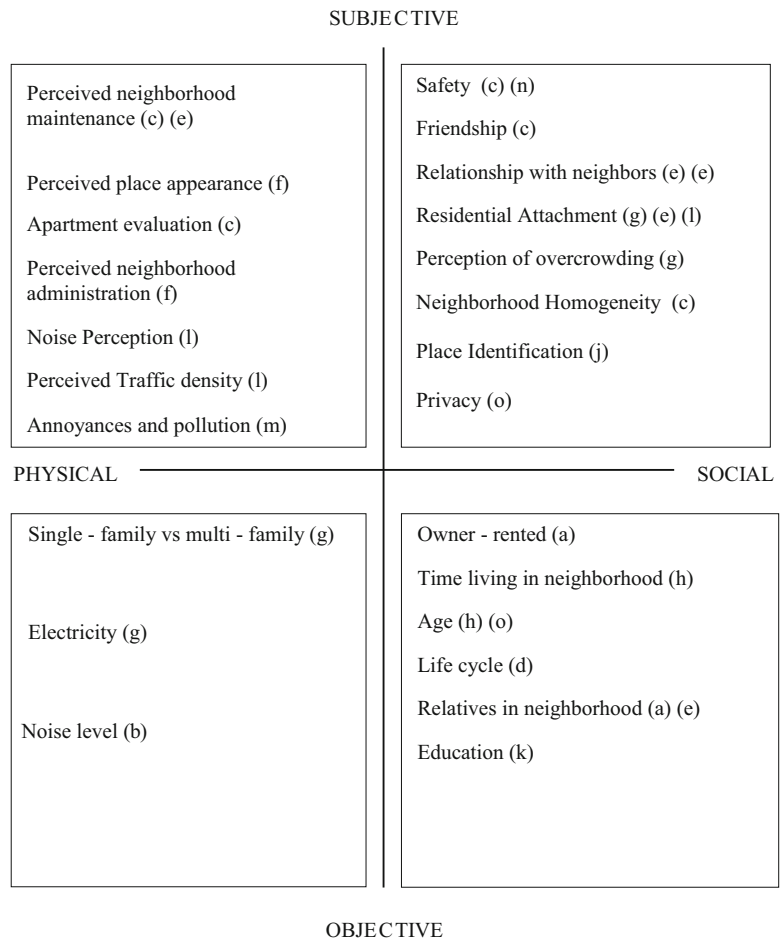 SUBJECTIVE
Perceived neighborhood
maintenance (c) (e)
Perceived place appearance (f)
Apartment evaluation (c)
Perceived neighborhood
administration (f)
Noise Perception (l)
Perceived Traffic density (l)
Annoyances and pollution (m)
Safety (c) (n)
Friendship (c)
Relationship with neighbors (e) (e)
Residential Attachment (g) (e) (l)
Perception of overcrowding (g)
Neighborhood Homogeneity (c)
Place Identification (j)
Privacy (o)
PHYSICAL
SOCIAL
Single - family vs multi - family (g)
Electricity (g)
Noise level (b)
Owner - rented (a)
Time living in neighborhood (h)
Age (h) (o)
Life cycle (d)
Relatives in neighborhood (a) (e)
Education (k)
OBJECTIVE